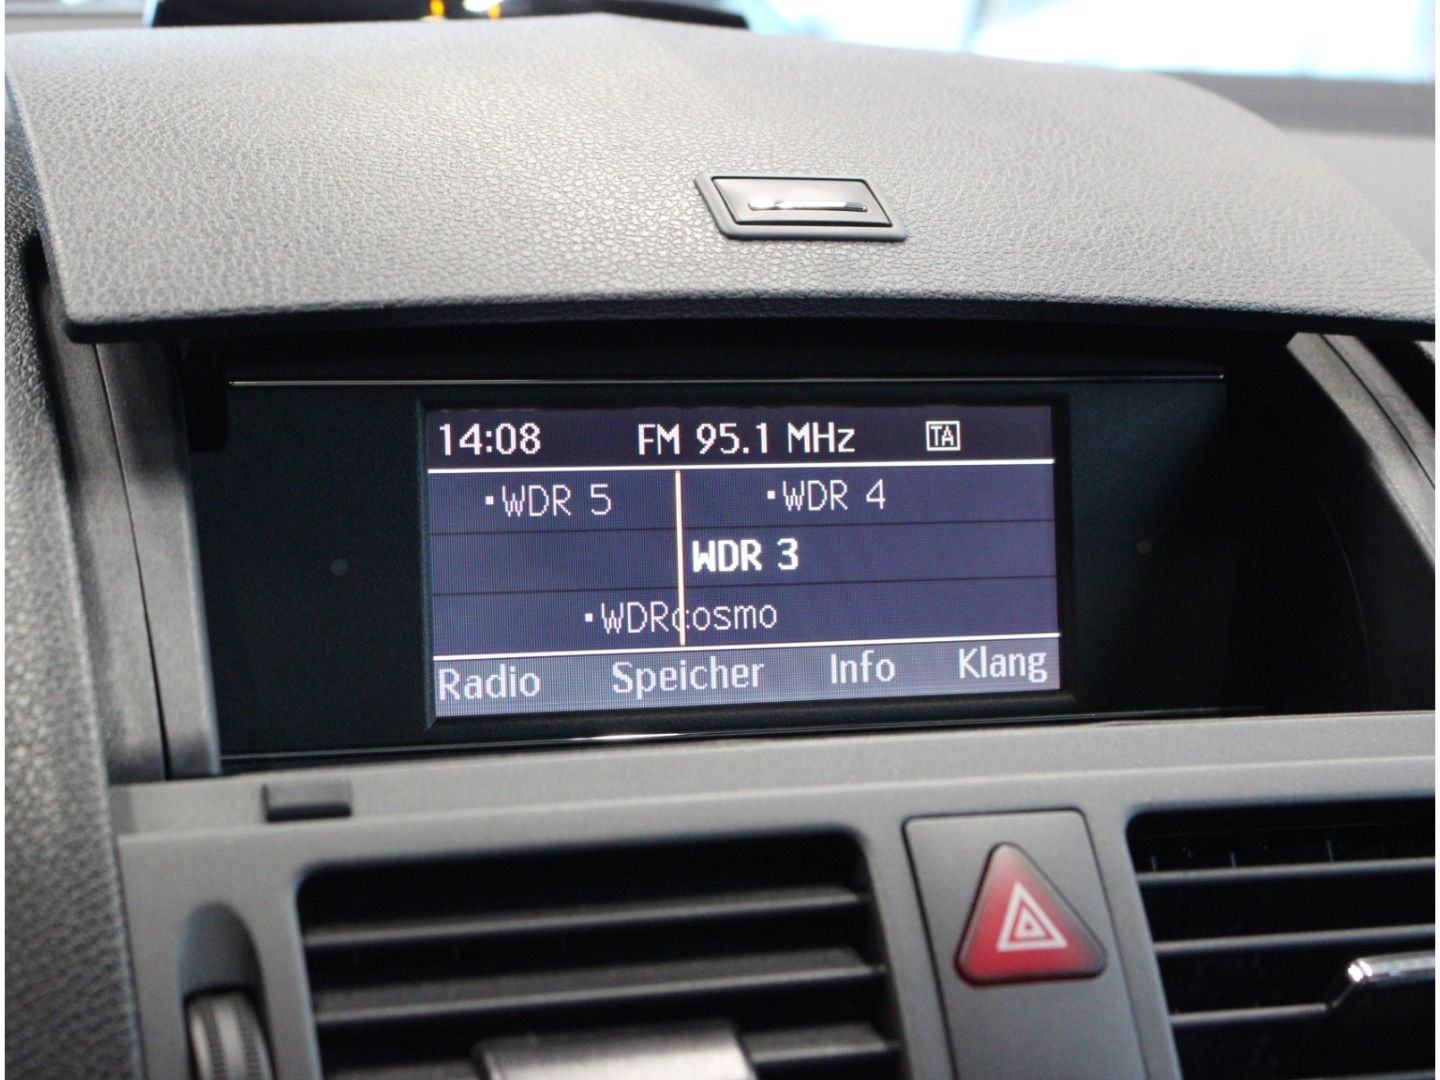 14:08 FM 95.1 MHz TA
▪WDR 5 ▪WDR 4
WDR 3
▪WDRcosmo
Radio Speicher Info Klang